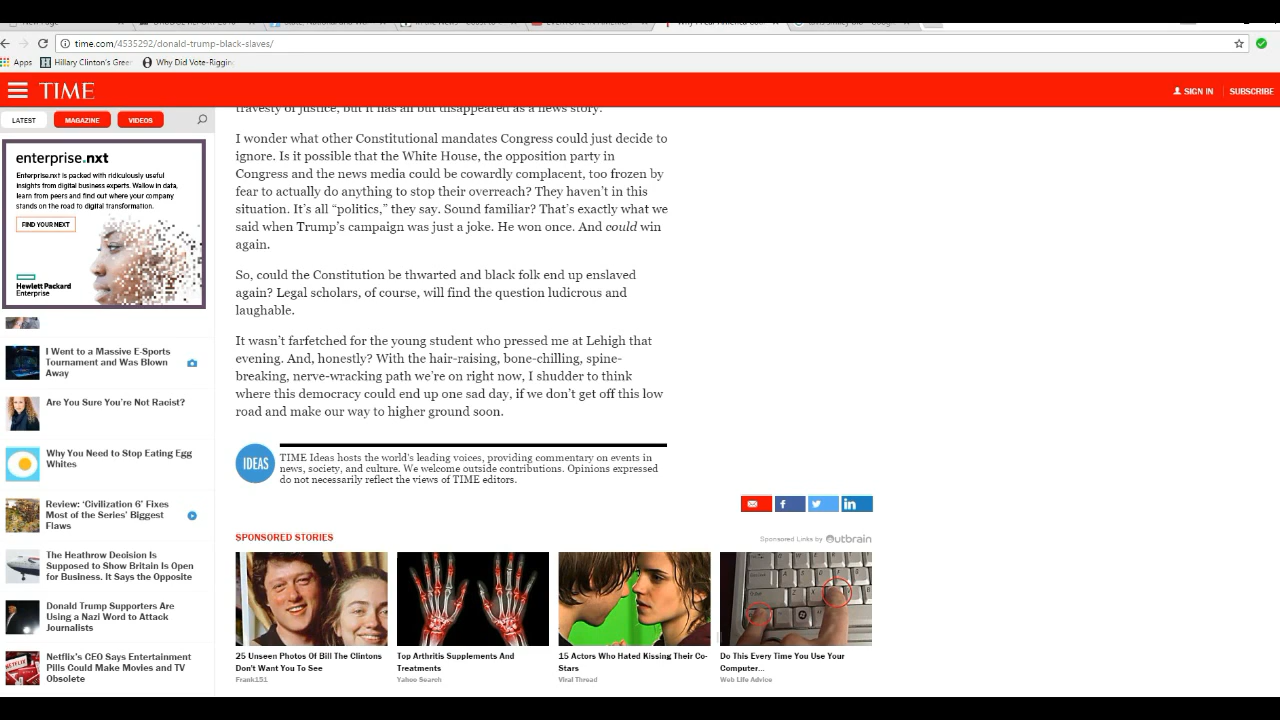 time.com/4535292/donald-trump-black-slaves/
Apps
Hillary Clinton's Gree
Why Did Vote-Riggin
TIME
SIGN IN
SUBSCRIBE
LATEST
MAGAZINE
VIDEOS
enterprise.nxt
Enterprise.nxt is packed with ridiculously useful
insights from digital business experts. Wallow in data,
learn from peers and find out where your company
stands on the road to digital transformation.
FIND YOUR NEXT
Hewlett Packard
Enterprise
I Went to a Massive E-Sports
Tournament and Was Blown
Away
Are You Sure You're Not Racist?
Why You Need to Stop Eating Egg
Whites
Review: 'Civilization 6' Fixes
Most of the Series' Biggest
Flaws
The Heathrow Decision Is
Supposed to Show Britain Is Open
for Business. It Says the Opposite
Donald Trump Supporters Are
Using a Nazi Word to Attack
Journalists
Netflix's CEO Says Entertainment
Pills Could Make Movies and TV
Obsolete
travesty of justice, but it has all but disappeared as a news story.
I wonder what other Constitutional mandates Congress could just decide to
ignore. Is it possible that the White House, the opposition party in
Congress and the news media could be cowardly complacent, too frozen by
fear to actually do anything to stop their overreach? They haven't in this
situation. It's all “politics,” they say. Sound familiar? That's exactly what we
said when Trump's campaign was just a joke. He won once. And could win
again.
So, could the Constitution be thwarted and black folk end up enslaved
again? Legal scholars, of course, will find the question ludicrous and
laughable.
It wasn't farfetched for the young student who pressed me at Lehigh that
evening. And, honestly? With the hair-raising, bone-chilling, spine-
breaking, nerve-wracking path we're on right now, I shudder to think
where this democracy could end up one sad day, if we don't get off this low
road and make our way to higher ground soon.
IDEAS
TIME Ideas hosts the world's leading voices, providing commentary on events in
news, society, and culture. We welcome outside contributions. Opinions expressed
do not necessarily reflect the views of TIME editors.
SPONSORED STORIES
Sponsored Links by Outbrain
25 Unseen Photos Of Bill The Clintons
Don't Want You To See
Frank151
Top Arthritis Supplements And
Treatments
Yahoo Search
15 Actors Who Hated Kissing Their Co-
Stars
Viral Thread
Do This Every Time You Use Your
Computer...
Web Life Advice